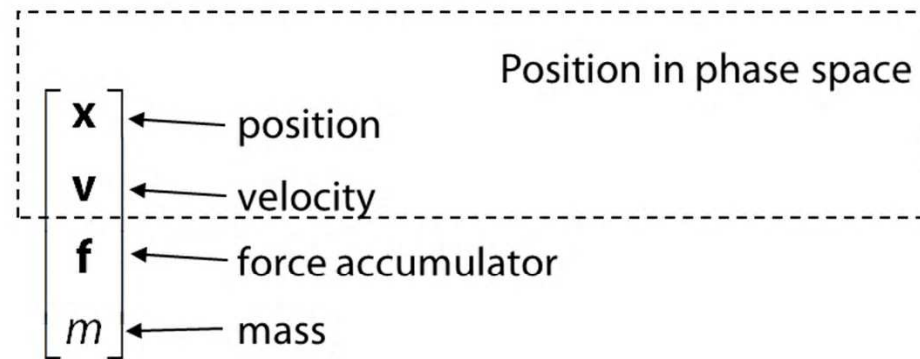 Position in phase space
x position
v velocity
f force accumulator
m mass